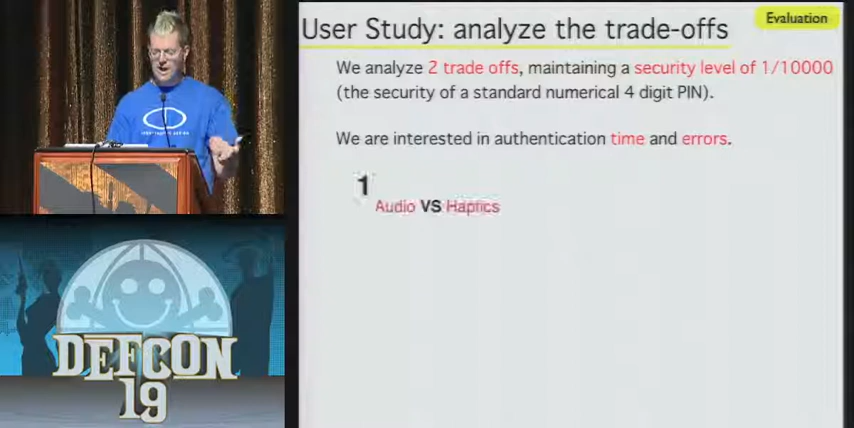 User Study: analyze the trade-offs
Evaluation
We analyze 2 trade offs, maintaining a security level of 1/10000
(the security of a standard numerical 4 digit PIN).
We are interested in authentication time and errors.
1
Audio VS Haptics
DEFCON
19